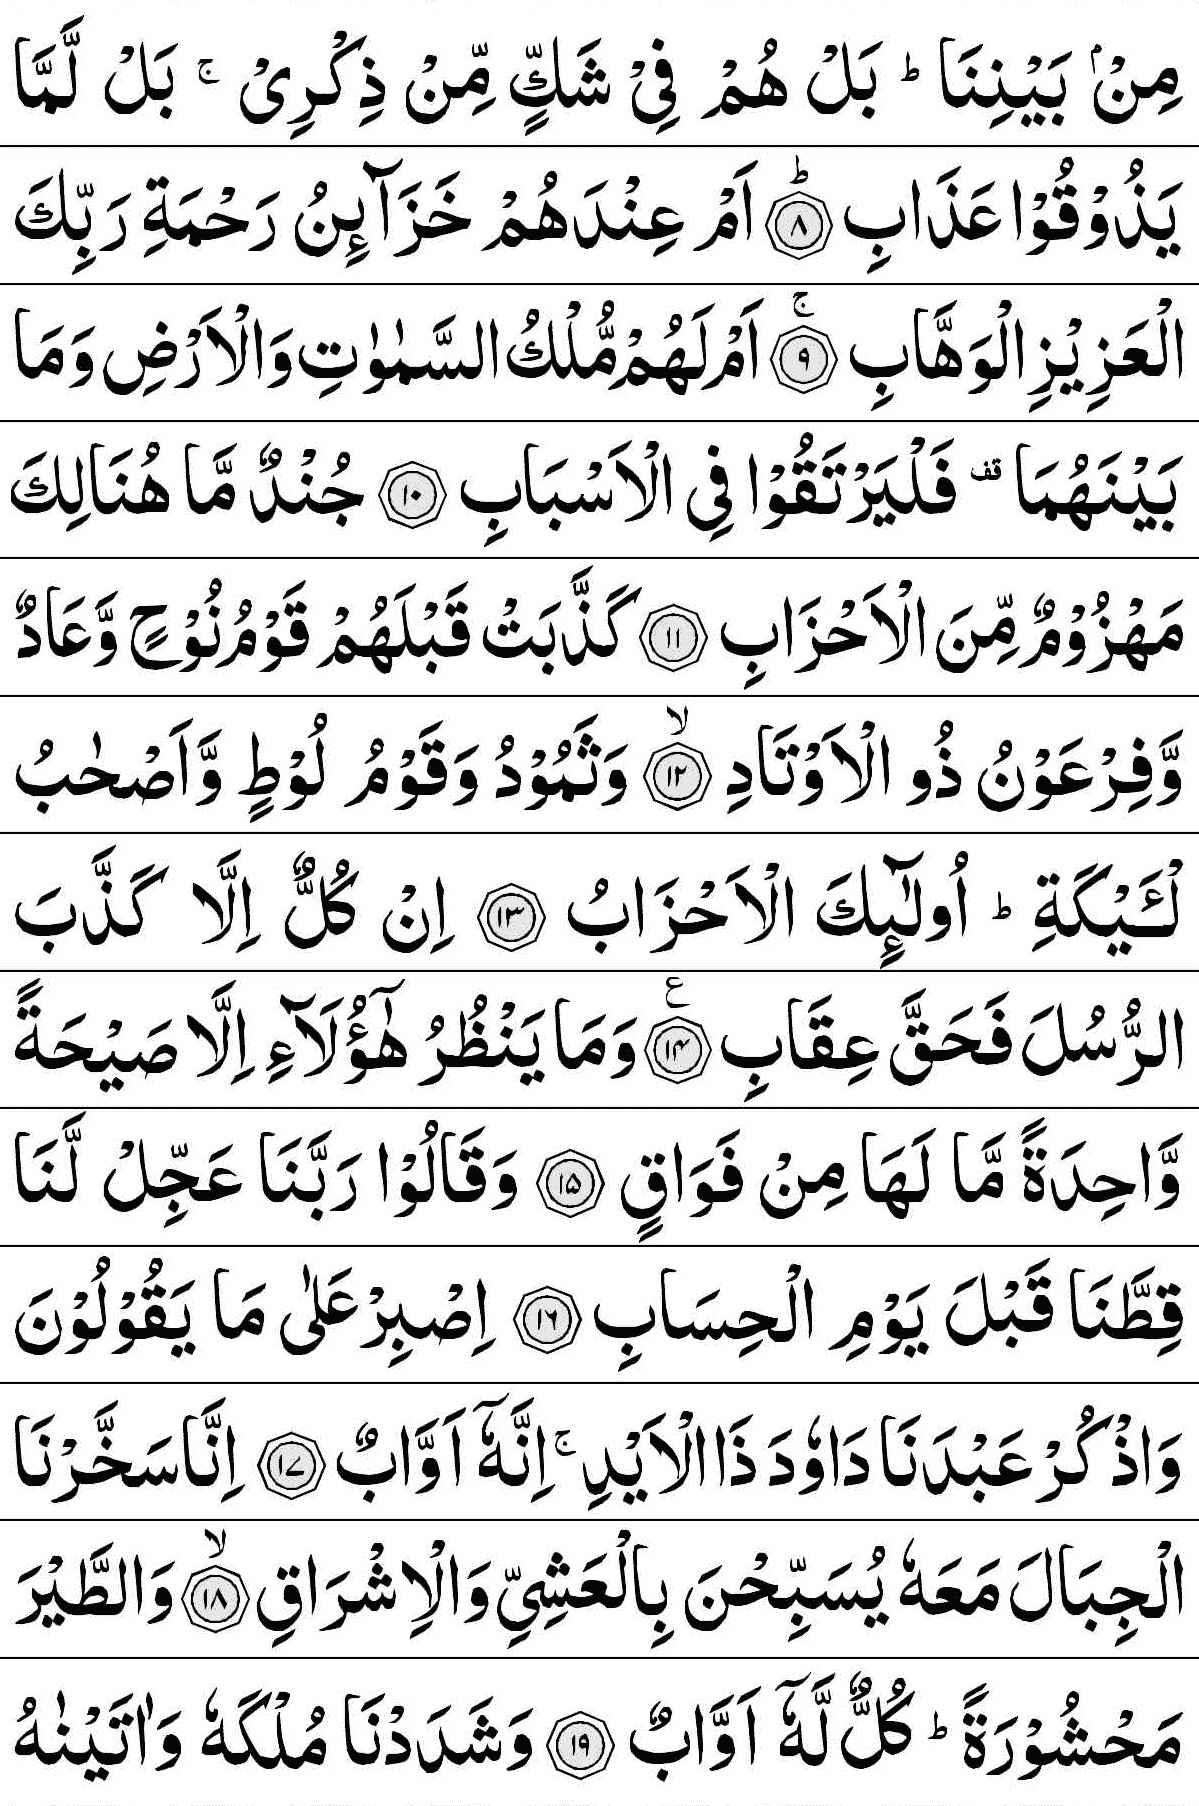 مِنْۢ بَيْنِنَا ؕ بَلْ هُمْ فِیْ شَكٍّ مِّنْ ذِكْرِیْ ۚ بَلْ لَّمَّا
يَذُوْقُوْا عَذَابِ ؕ ﴿۸﴾ اَمْ عِنْدَهُمْ خَزَآئِنُ رَحْمَةِ رَبِّكَ
الْعَزِيْزِ الْوَهَّابِ ۚ ﴿۹﴾ اَمْ لَهُمْ مُّلْكُ السَّمٰوٰتِ وَالْاَرْضِ وَمَا
بَيْنَهُمَا ۫ فَلْيَرْتَقُوْا فِی الْاَسْبَابِ ﴿۱۰﴾ جُنْدٌ مَّا هُنَالِكَ
مَهْزُوْمٌ مِّنَ الْاَحْزَابِ ﴿۱۱﴾ كَذَّبَتْ قَبْلَهُمْ قَوْمُ نُوْحٍ وَّعَادٌ
وَّفِرْعَوْنُ ذُو الْاَوْتَادِ ۙ ﴿۱۲﴾ وَثَمُوْدُ وَقَوْمُ لُوْطٍ وَّاَصْحٰبُ
لْـَٔيْكَةِ ؕ اُولٰٓئِكَ الْاَحْزَابُ ﴿۱۳﴾ اِنْ كُلٌّ اِلَّا كَذَّبَ
الرُّسُلَ فَحَقَّ عِقَابِ ﴿۱۴﴾ ع وَمَا يَنْظُرُ هٰٓؤُلَآءِ اِلَّا صَيْحَةً
وَّاحِدَةً مَّا لَهَا مِنْ فَوَاقٍ ﴿۱۵﴾ وَقَالُوْا رَبَّنَا عَجِّلْ لَّنَا
قِطَّنَا قَبْلَ يَوْمِ الْحِسَابِ ﴿۱۶﴾ اِصْبِرْ عَلٰی مَا يَقُوْلُوْنَ
وَاذْكُرْ عَبْدَنَا دَاوٗدَ ذَا الْاَيْدِ ۚ اِنَّهٗۤ اَوَّابٌ ﴿۱۷﴾ اِنَّا سَخَّرْنَا
الْجِبَالَ مَعَهٗ يُسَبِّحْنَ بِالْعَشِیِّ وَالْاِشْرَاقِ ۙ ﴿۱۸﴾ وَالطَّيْرَ
مَحْشُوْرَةً ؕ كُلٌّ لَّهٗۤ اَوَّابٌ ﴿۱۹﴾ وَشَدَدْنَا مُلْكَهٗ وَاٰتَيْنٰهُ